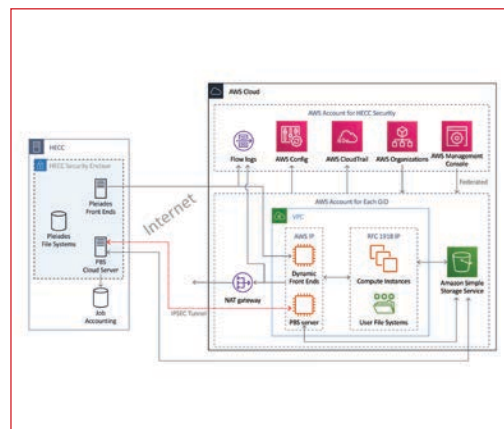 AWS Cloud
AWS Account for HECC Security
Flow logs
AWS Config
AWS CloudTrail
AWS Organizations
AWS Management
Console
Federated
HECC
HECC Security Enclave
Pleiades
Front Ends
Pleiades
File Systems
PBS
Cloud Server
Job
Accounting
Internet
IPSEC Tunnel
NAT gateway
AWS Account for Each GID
VPC
AWS IP
Dynamic
Front Ends
PBS server
RFC 1918 IP
Compute Instances
User File Systems
Amazon Simple
Storage Service